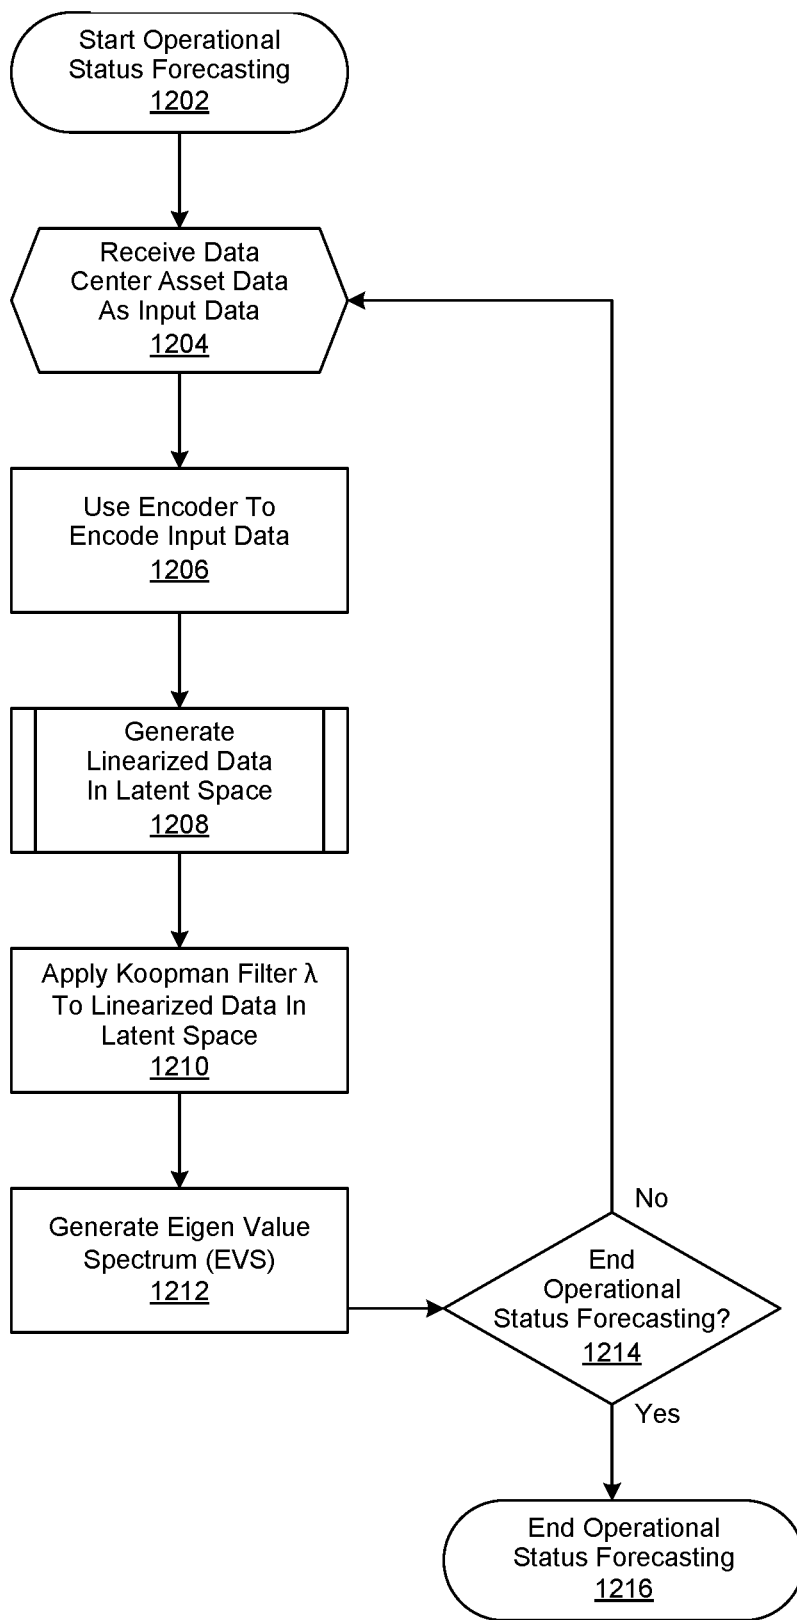 Start Operational
Status Forecasting
1202
Receive Data
Center Asset Data
As Input Data
1204
Use Encoder To
Encode Input Data
1206
Generate
Linearized Data
In Latent Space
1208
Apply Koopman Filter λ
To Linearized Data In
Latent Space
1210
Generate Eigen Value
Spectrum (EVS)
1212
No
End
Operational
Status Forecasting?
1214
Yes
End Operational
Status Forecasting
1216